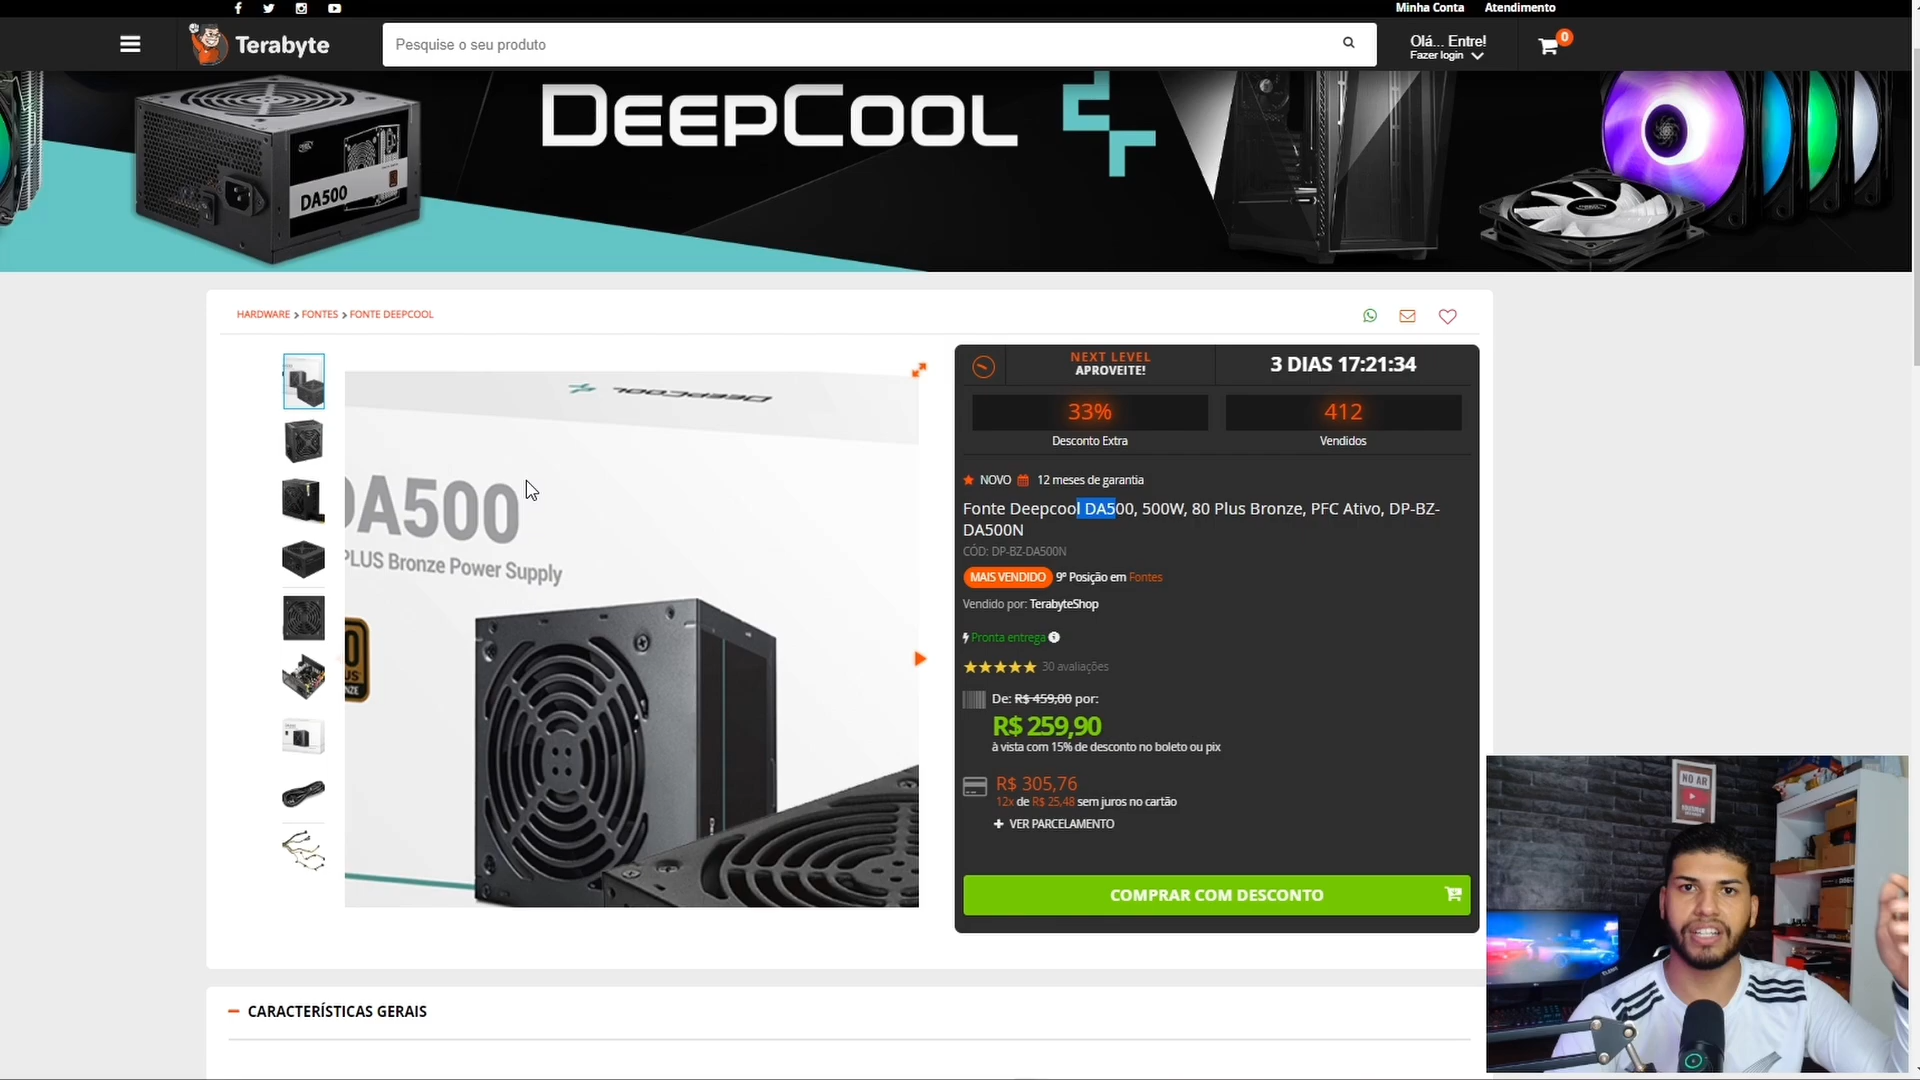 Minha Conta Atendimento
Terabyte
Pesquise o seu produto
Olá... Entre!
Fazer login
0
DEEPCOOL
DA500
HARDWARE > FONTES > FONTE DEEPCOOL
DEEPCOOL
DA500
PLUS Bronze Power Supply
NEXT LEVEL
APROVEITE!
3 DIAS 17:21:34
33%
412
Desconto Extra
Vendidos
NOVO 12 meses de garantia
Fonte Deepcool DA500, 500W, 80 Plus Bronze, PFC Ativo, DP-BZ-
DA500N
CÓD: DP-BZ-DA500N
MAIS VENDIDO 9º Posição em Fontes
Vendido por: TerabyteShop
Pronta entrega
30 avaliações
De: R$ 459,00 por:
R$ 259,90
à vista com 15% de desconto no boleto ou pix
R$ 305,76
12x de R$ 25,48 sem juros no cartão
+ VER PARCELAMENTO
COMPRAR COM DESCONTO
NO AR
CARACTERÍSTICAS GERAIS